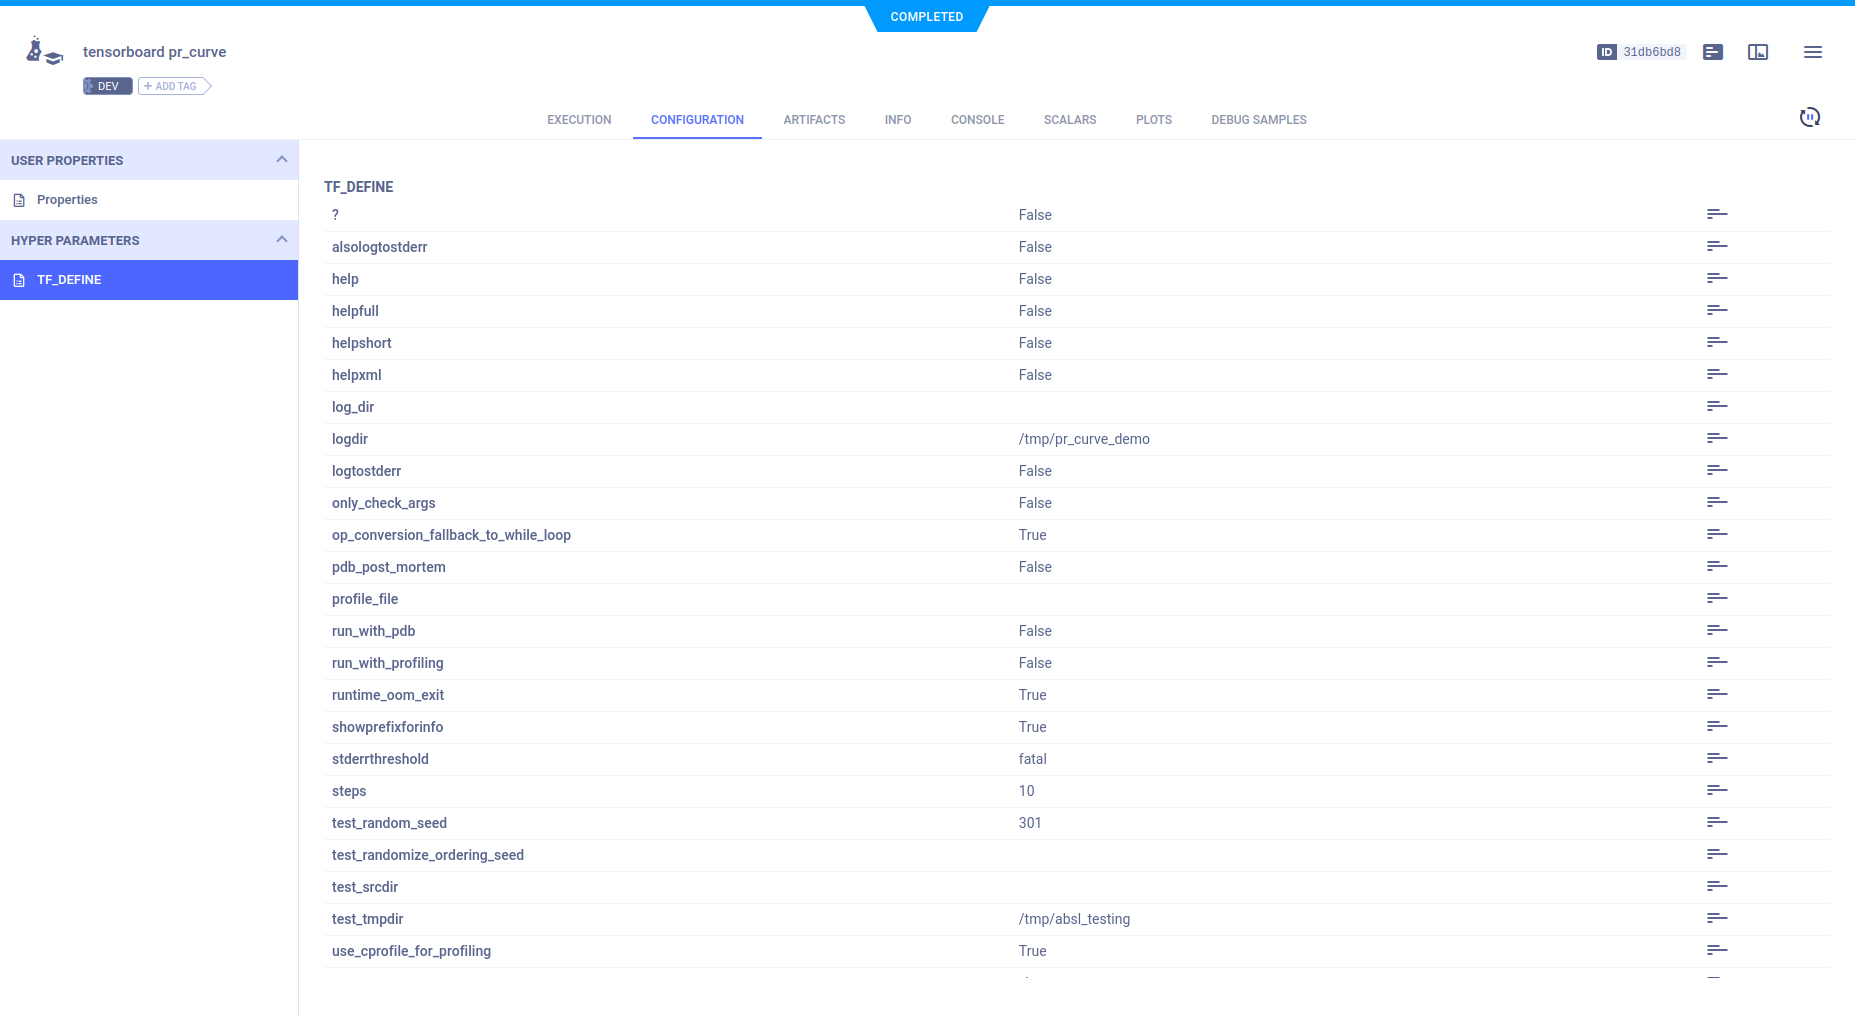 COMPLETED
tensorboard pr_curve
ID 31db6bd8
DEV + ADD TAG
EXECUTION CONFIGURATION ARTIFACTS INFO CONSOLE SCALARS PLOTS DEBUG SAMPLES
USER PROPERTIES
Properties
HYPER PARAMETERS
TF_DEFINE
TF_DEFINE
? False
alsologtostderr False
help False
helpfull False
helpshort False
helpxml False
log_dir
logdir /tmp/pr_curve_demo
logtostderr False
only_check_args False
op_conversion_fallback_to_while_loop True
pdb_post_mortem False
profile_file
run_with_pdb False
run_with_profiling False
runtime_oom_exit True
showprefixforinfo True
stderrthreshold fatal
steps 10
test_random_seed 301
test_randomize_ordering_seed
test_srcdir
test_tmpdir /tmp/absl_testing
use_cprofile_for_profiling True